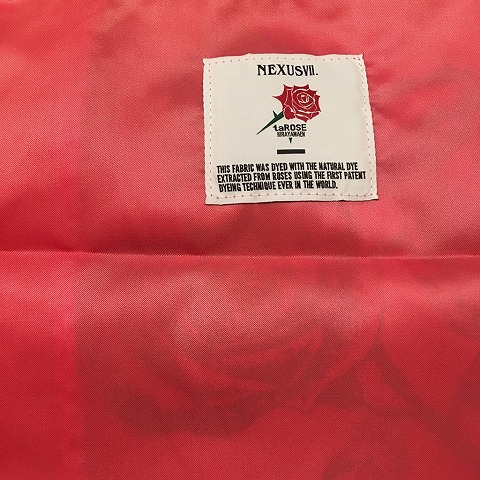 NEXUSVII.
taROSE
HIRAYAMAEN
THIS FABRIC WAS DYED WITH THE NATURAL DYE
EXTRACTED FROM ROSES USING THE FIRST PATENT
DYEING TECHNIQUE EVER IN THE WORLD.